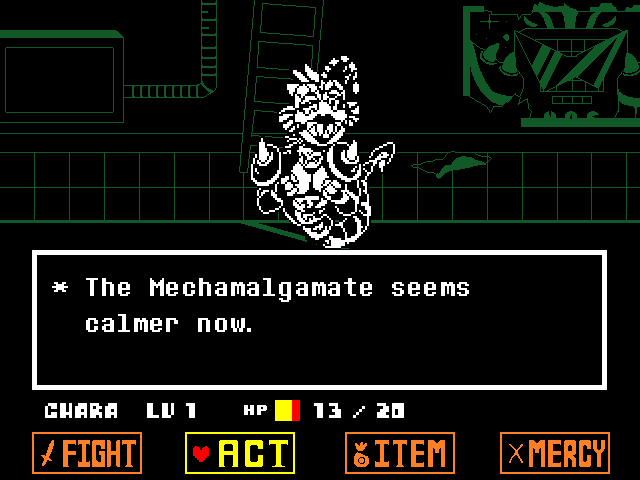 * The Mechamalgamate seems
calmer now.
CHARA LV 1 HP 13 / 20
FIGHT ACT ITEM MERCY